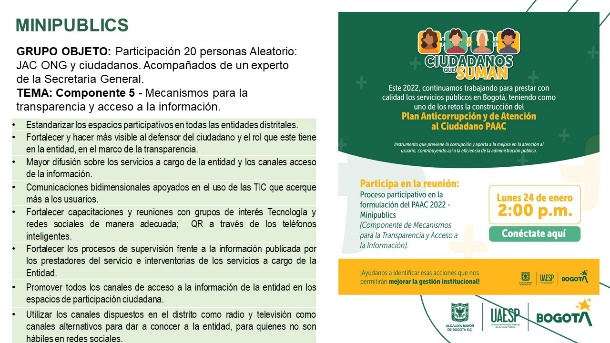 MINIPUBLICS
GRUPO OBJETO: Participación 20 personas Aleatorio:
JAC ONG y ciudadanos. Acompañados de un experto
de la Secretaria General.
TEMA: Componente 5 - Mecanismos para la
transparencia y acceso a la información.
• Estandarizar los espacios participativos en todas las entidades distritales.
• Fortalecer y hacer más visible al defensor del ciudadano y el rol que este tiene
en la entidad, en el marco de la transparencia.
• Mayor difusión sobre los servicios a cargo de la entidad y los canales acceso
de la información.
• Comunicaciones bidimensionales apoyados en el uso de las TIC que acerque
más a los usuarios.
• Fortalecer capacitaciones y reuniones con grupos de interés Tecnología y
redes sociales de manera adecuada; QR a través de los teléfonos
inteligentes.
• Fortalecer los procesos de supervisión frente a la información publicada por
los prestadores del servicio e interventorias de los servicios a cargo de la
Entidad.
• Promover todos los canales de acceso a la información de la entidad en los
espacios de participación ciudadana.
• Utilizar los canales dispuestos en el distrito como radio y televisión como
canales alternativos para dar a conocer a la entidad, para quienes no son
hábiles en redes sociales.
CIUDADANOS
QUE SUMAN
Este 2022, continuamos trabajando para prestar con
calidad los servicios públicos en Bogotá, teniendo como
uno de los retos la construcción del
Plan Anticorrupción y de Atención
al Ciudadano PAAC
Instrumento que previene la corrupción y aporta a la mejora en la atención al
usuario, contribuyendo así a la eficiencia de la administración pública.
Participa en la reunión:
Proceso participativo en la
formulación del PAAC 2022 -
Minipublics
(Componente de Mecanismos
para la Transparencia y Acceso a
la Información).
Lunes 24 de enero
2:00 p.m.
Conéctate aquí
¡Ayúdanos a identificar esas acciones que nos
permitirán mejorar la gestión institucional!
UAESP
BOGOTÁ
ALCALDÍA MAYOR
DE BOGOTÁ D.C.
UAESP
BOGOTÁ